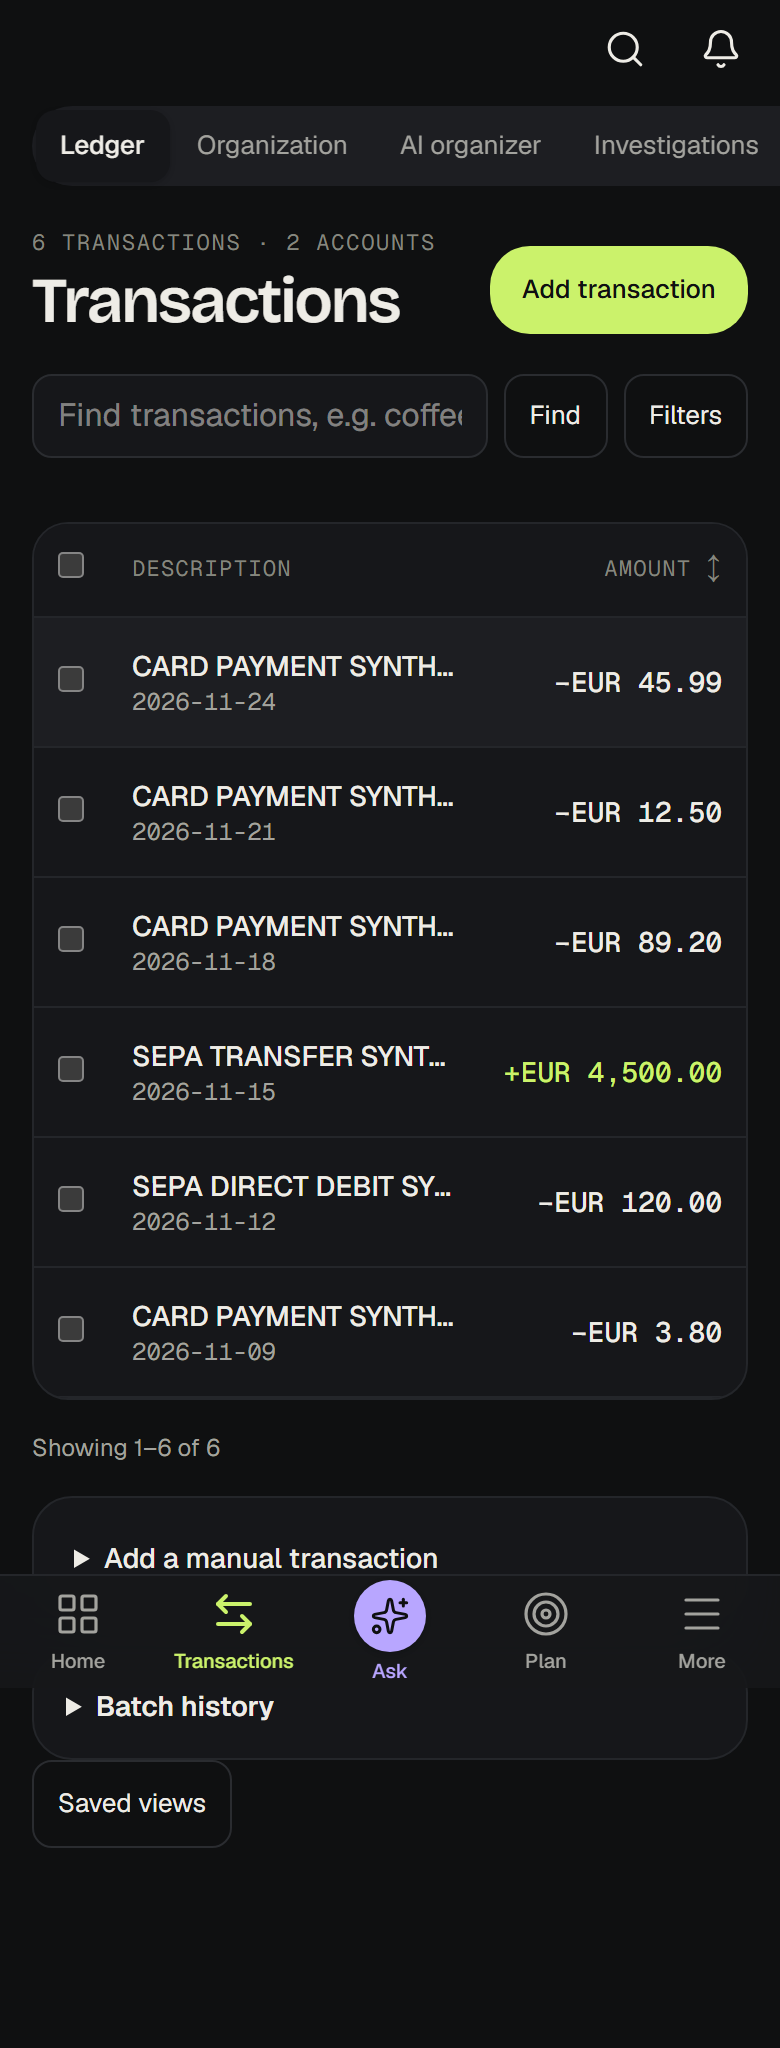 Ledger Organization AI organizer Investigations
6 TRANSACTIONS · 2 ACCOUNTS
Transactions
Add transaction
Find transactions, e.g. coffe
Find
Filters
DESCRIPTION AMOUNT ↕
CARD PAYMENT SYNTH...
2026-11-24
−EUR 45.99
CARD PAYMENT SYNTH...
2026-11-21
−EUR 12.50
CARD PAYMENT SYNTH...
2026-11-18
−EUR 89.20
SEPA TRANSFER SYNT...
2026-11-15
+EUR 4,500.00
SEPA DIRECT DEBIT SY...
2026-11-12
−EUR 120.00
CARD PAYMENT SYNTH...
2026-11-09
−EUR 3.80
Showing 1–6 of 6
Add a manual transaction
Home Transactions Ask Plan More
Batch history
Saved views